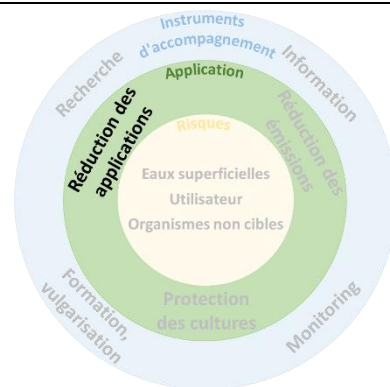 Instruments
d'accompagnement
Recherche
Information
Application
Réduction des
applications
Réduction des
émissions
Risques
Eaux superficielles
Utilisateur
Organismes non cibles
Protection
des cultures
Formation,
vulgarisation
Monitoring